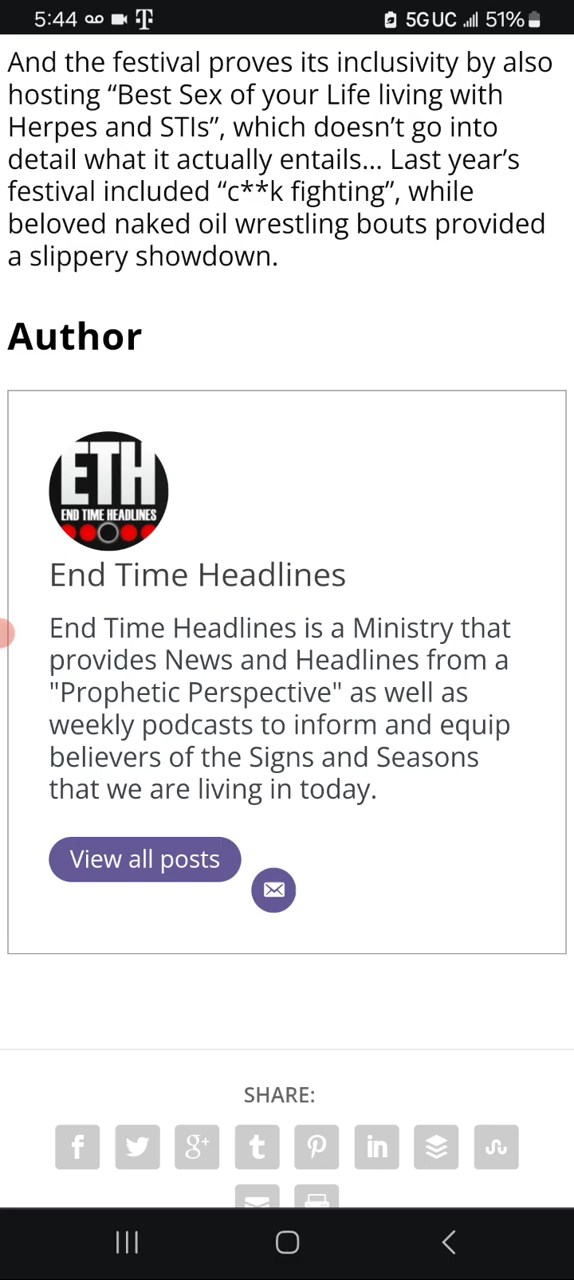 5:44 5G UC 51%
And the festival proves its inclusivity by also
hosting “Best Sex of your Life living with
Herpes and STIs”, which doesn’t go into
detail what it actually entails... Last year’s
festival included “c**k fighting”, while
beloved naked oil wrestling bouts provided
a slippery showdown.
Author
ETH
END TIME HEADLINES
End Time Headlines
End Time Headlines is a Ministry that
provides News and Headlines from a
"Prophetic Perspective" as well as
weekly podcasts to inform and equip
believers of the Signs and Seasons
that we are living in today.
View all posts
SHARE: